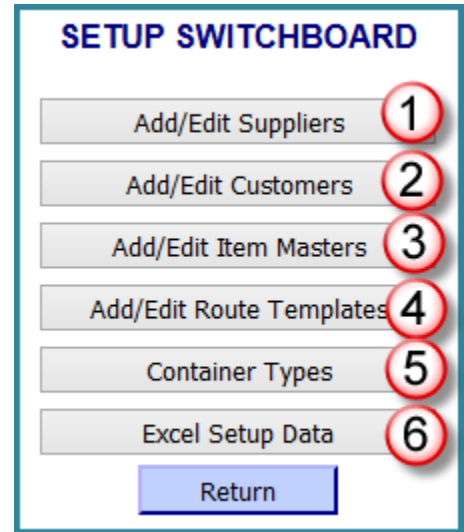 SETUP SWITCHBOARD
Add/Edit Suppliers 1
Add/Edit Customers 2
Add/Edit Item Masters 3
Add/Edit Route Templates 4
Container Types 5
Excel Setup Data 6
Return